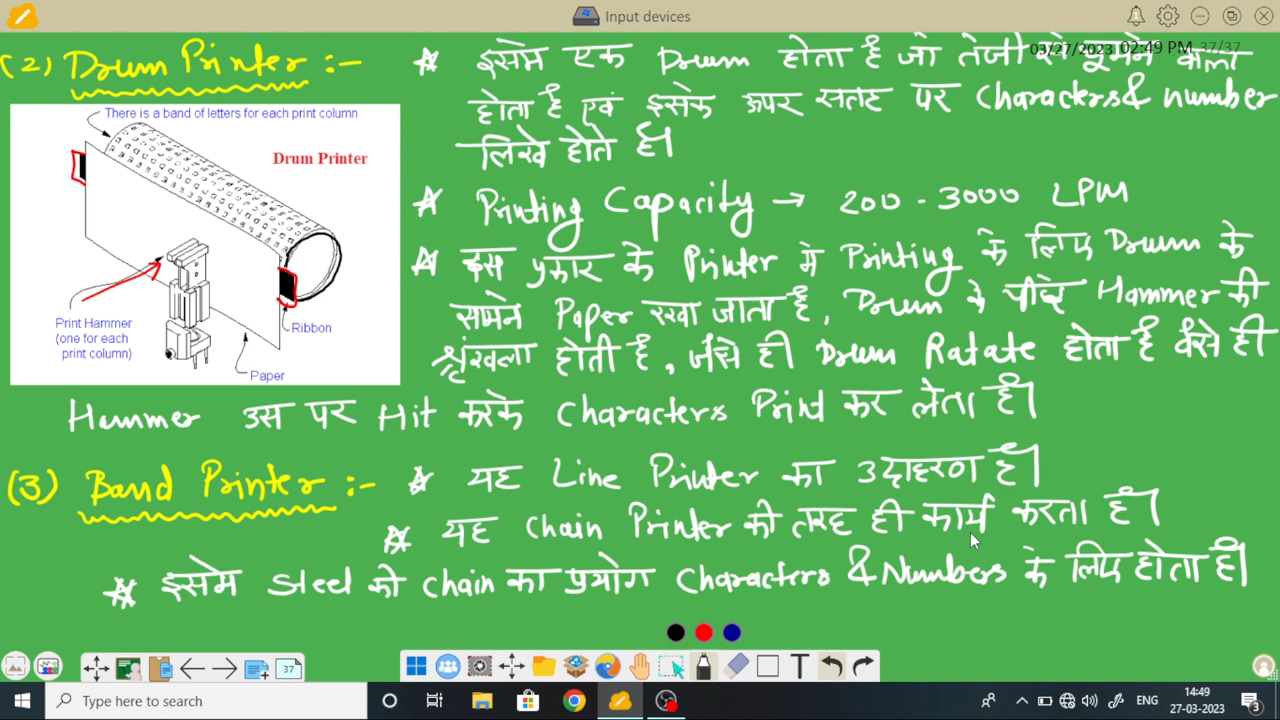 Input devices
03/27/2023 02:49 PM 37/37
(2) Drum Printer :-
There is a band of letters for each print column
Drum Printer
Print Hammer
(one for each
print column)
Ribbon
Paper
☆ इसमे एक Drum होता है जो तेजी से घूमने वाला
होता है एवं इसके ऊपर सतह पर Characters & number
लिखे होते है।
☆ Printing Capacity → 200 - 3000 LPM
☆ इस प्रकार के Printer मे Printing के लिए Drum के
सामने Paper रखा जाता है, Drum के पीछे Hammer की
श्रृंखला होती है, जैसे ही Drum Ratate होता है वैसे ही
Hammer उस पर Hit करके Characters Print कर लेता है।
(3) Band Printer :- ☆ यह Line Printer का उदाहरण है।
☆ यह Chain Printer की तरह ही कार्य करता है।
☆ इसमे Steel की Chain का प्रयोग Characters & Numbers के लिए होता है।
37
Type here to search
ENG
14:49
27-03-2023
3